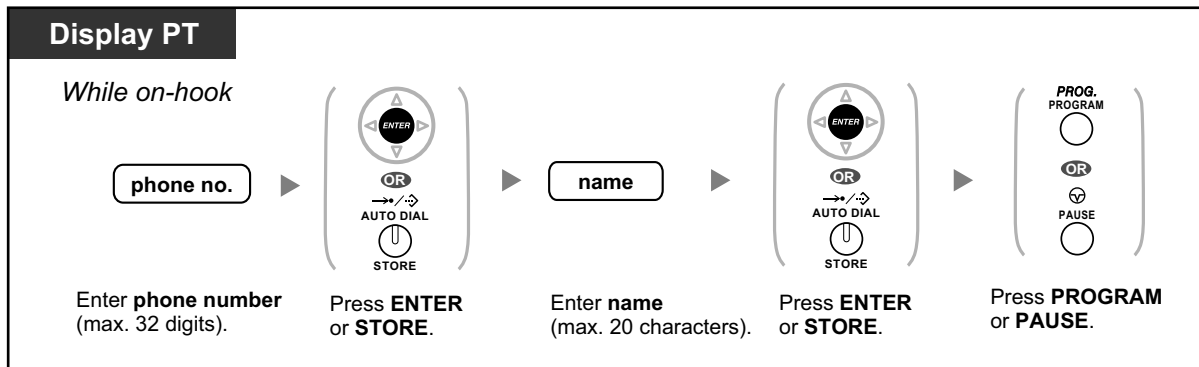 Display PT
While on-hook
phone no.
ENTER
OR
AUTO DIAL
STORE
name
ENTER
OR
AUTO DIAL
STORE
PROG.
PROGRAM
OR
PAUSE
Enter phone number
(max. 32 digits).
Press ENTER
or STORE.
Enter name
(max. 20 characters).
Press ENTER
or STORE.
Press PROGRAM
or PAUSE.